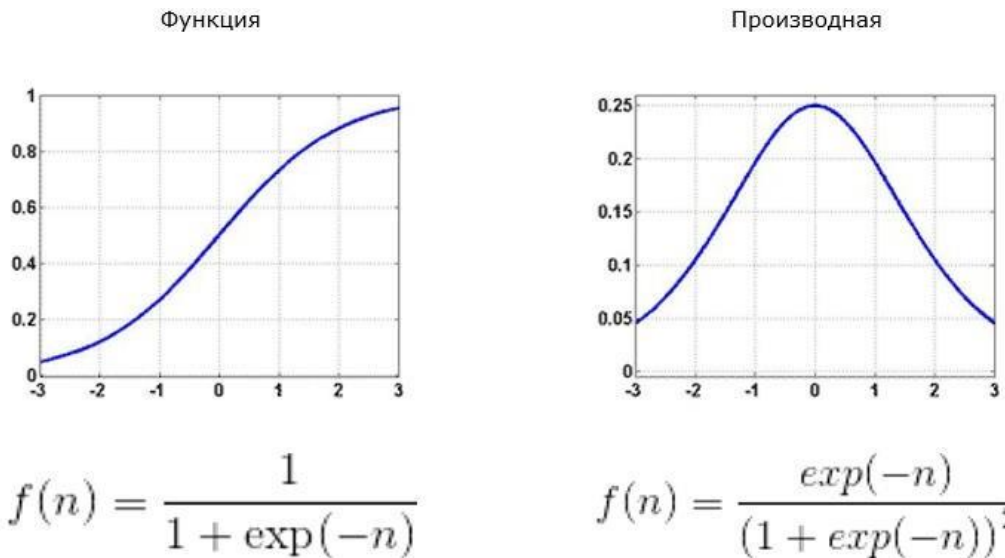 Функция
Производная
1
0.8
0.6
0.4
0.2
0
-3 -2 -1 0 1 2 3
0.25
0.2
0.15
0.1
0.05
0
-3 -2 -1 0 1 2 3
f(n) = 1 / (1 + exp(−n))
f(n) = exp(−n) / (1 + exp(−n))